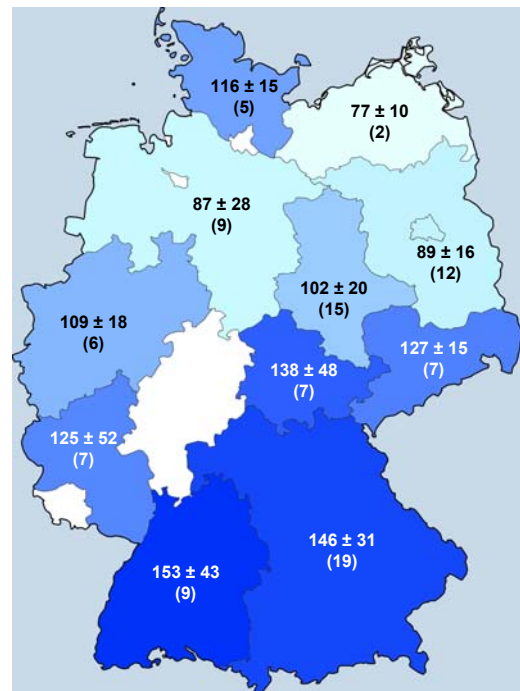 116 ± 15
(5)
77 ± 10
(2)
87 ± 28
(9)
89 ± 16
(12)
102 ± 20
(15)
109 ± 18
(6)
127 ± 15
(7)
138 ± 48
(7)
125 ± 52
(7)
146 ± 31
(19)
153 ± 43
(9)